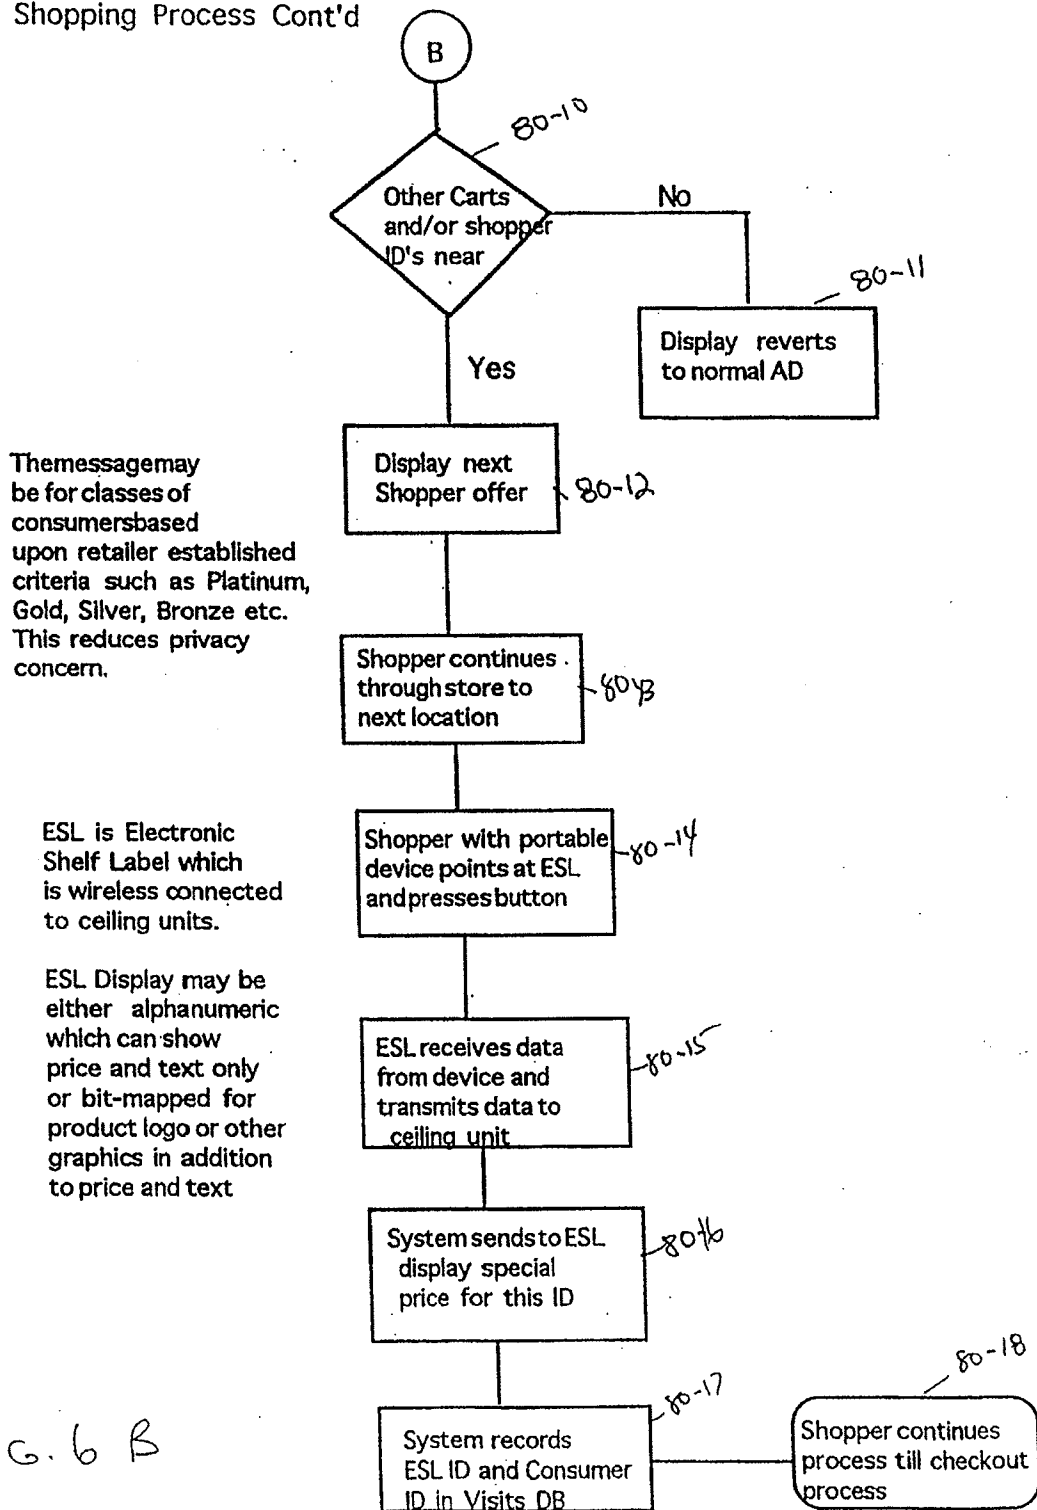 Shopping Process Cont'd
B
80-10
Other Carts
and/or shopper
ID's near
No
80-11
Display reverts
to normal AD
Yes
Display next
Shopper offer
80-12
Themessagemay
be for classes of
consumersbased
upon retailer established
criteria such as Platinum,
Gold, Silver, Bronze etc.
This reduces privacy
concern.
Shopper continues
through store to
next location
80-13
ESL is Electronic
Shelf Label which
is wireless connected
to ceiling units.
Shopper with portable
device points at ESL
andpresses button
80-14
ESL Display may be
either alphanumeric
which can show
price and text only
or bit-mapped for
product logo or other
graphics in addition
to price and text
ESL receives data
from device and
transmits data to
ceiling unit
80-15
System sends to ESL
display special
price for this ID
80-16
System records
ESL ID and Consumer
ID in Visits DB
80-17
80-18
Shopper continues
process till checkout
process
G. 6 B